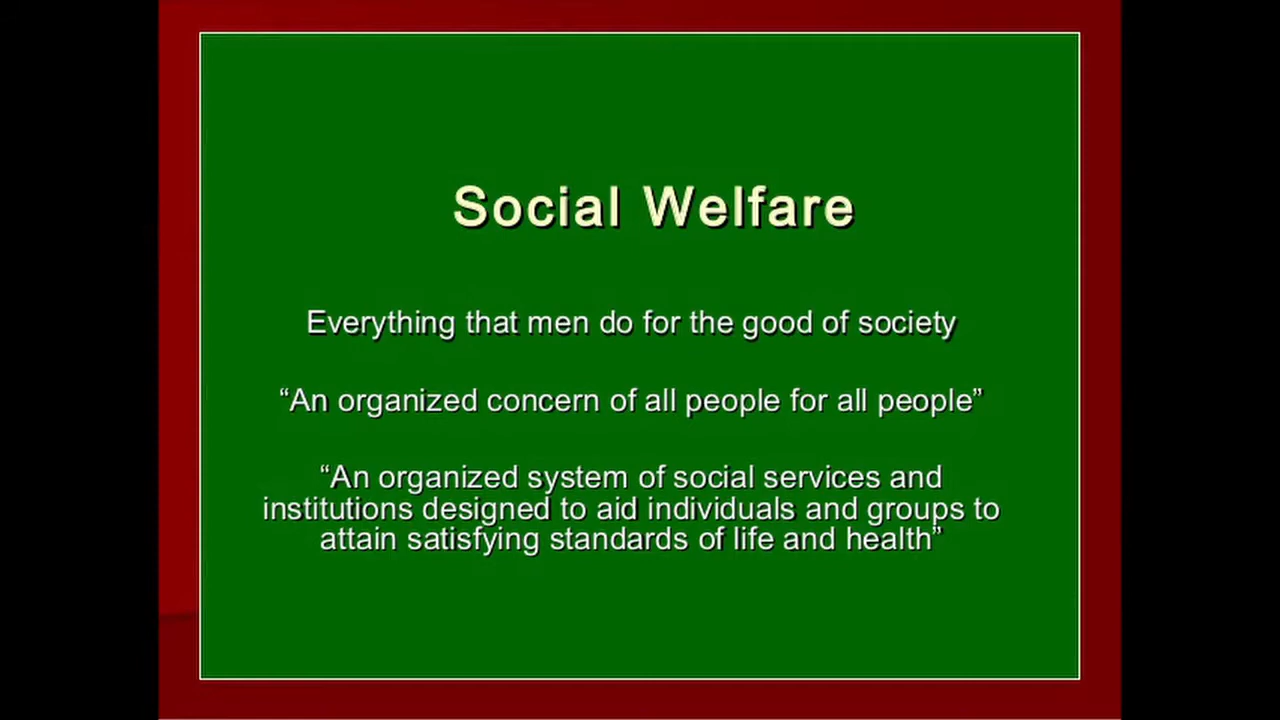 Social Welfare
Everything that men do for the good of society
“An organized concern of all people for all people”
“An organized system of social services and
institutions designed to aid individuals and groups to
attain satisfying standards of life and health”